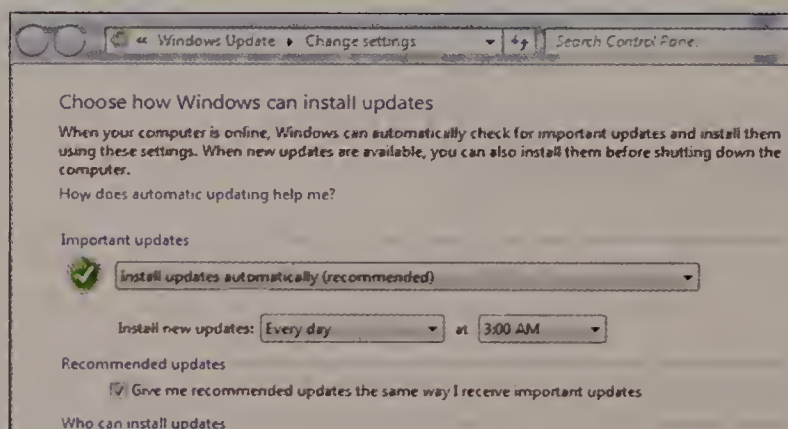 « Windows Update ▸ Change settings
Search Control Pane.
Choose how Windows can install updates
When your computer is online, Windows can automatically check for important updates and install them
using these settings. When new updates are available, you can also install them before shutting down the
computer.
How does automatic updating help me?
Important updates
Install updates automatically (recommended)
Install new updates: Every day at 3:00 AM
Recommended updates
Give me recommended updates the same way I receive important updates
Who can install updates